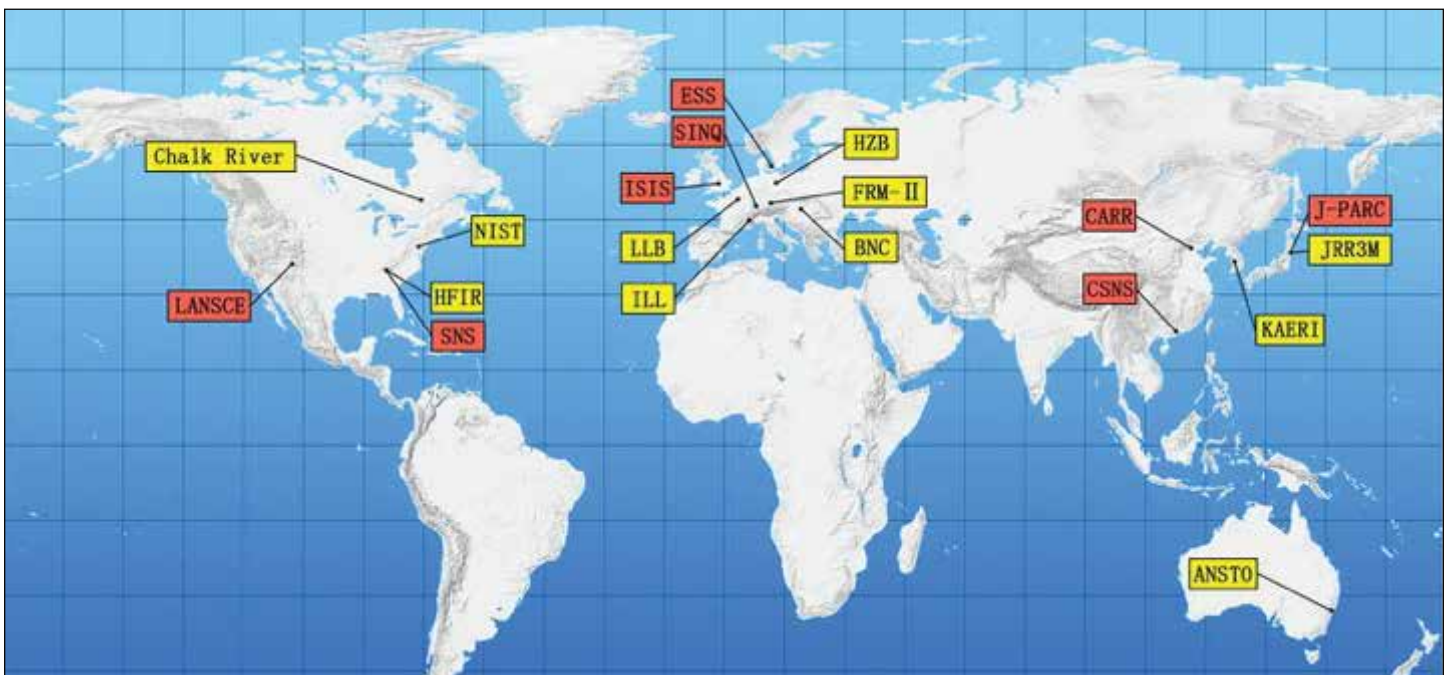 ESS
SINQ
HZB
Chalk River
ISIS
FRM-Ⅱ
NIST
LLB
BNC
CARR
J-PARC
JRR3M
LANSCE
HFIR
ILL
CSNS
SNS
KAERI
ANSTO